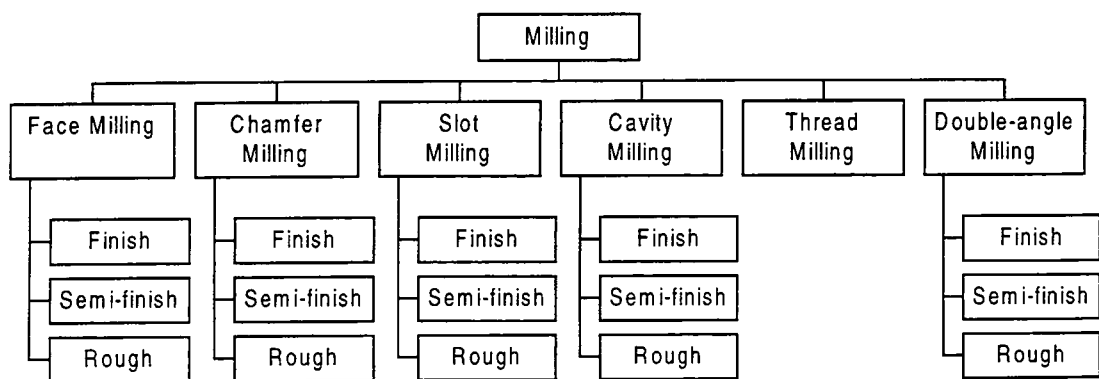 Milling
Face Milling
Chamfer
Milling
Slot
Milling
Cavity
Milling
Thread
Milling
Double-angle
Milling
Finish
Semi-finish
Rough
Finish
Semi-finish
Rough
Finish
Semi-finish
Rough
Finish
Semi-finish
Rough
Finish
Semi-finish
Rough